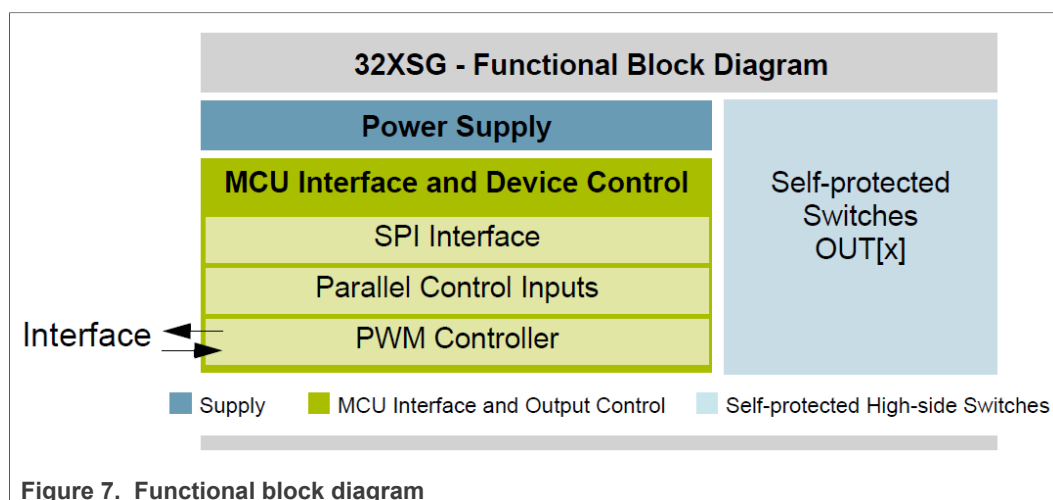 32XSG - Functional Block Diagram
Power Supply
MCU Interface and Device Control
SPI Interface
Parallel Control Inputs
PWM Controller
Self-protected
Switches
OUT[x]
Interface
Supply
MCU Interface and Output Control
Self-protected High-side Switches
Figure 7. Functional block diagram